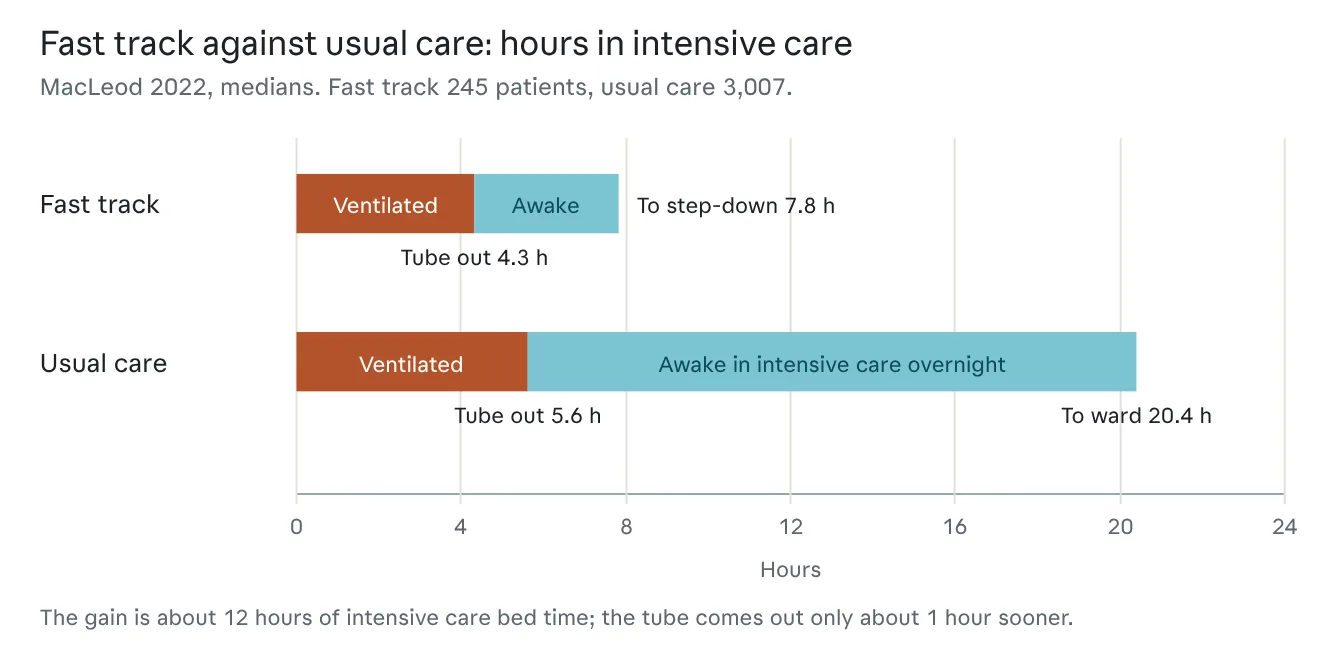 Fast track against usual care: hours in intensive care
MacLeod 2022, medians. Fast track 245 patients, usual care 3,007.
Fast track
Ventilated
Awake
To step-down 7.8 h
Tube out 4.3 h
Usual care
Ventilated
Awake in intensive care overnight
Tube out 5.6 h
To ward 20.4 h
0
4
8
12
16
20
24
Hours
The gain is about 12 hours of intensive care bed time; the tube comes out only about 1 hour sooner.